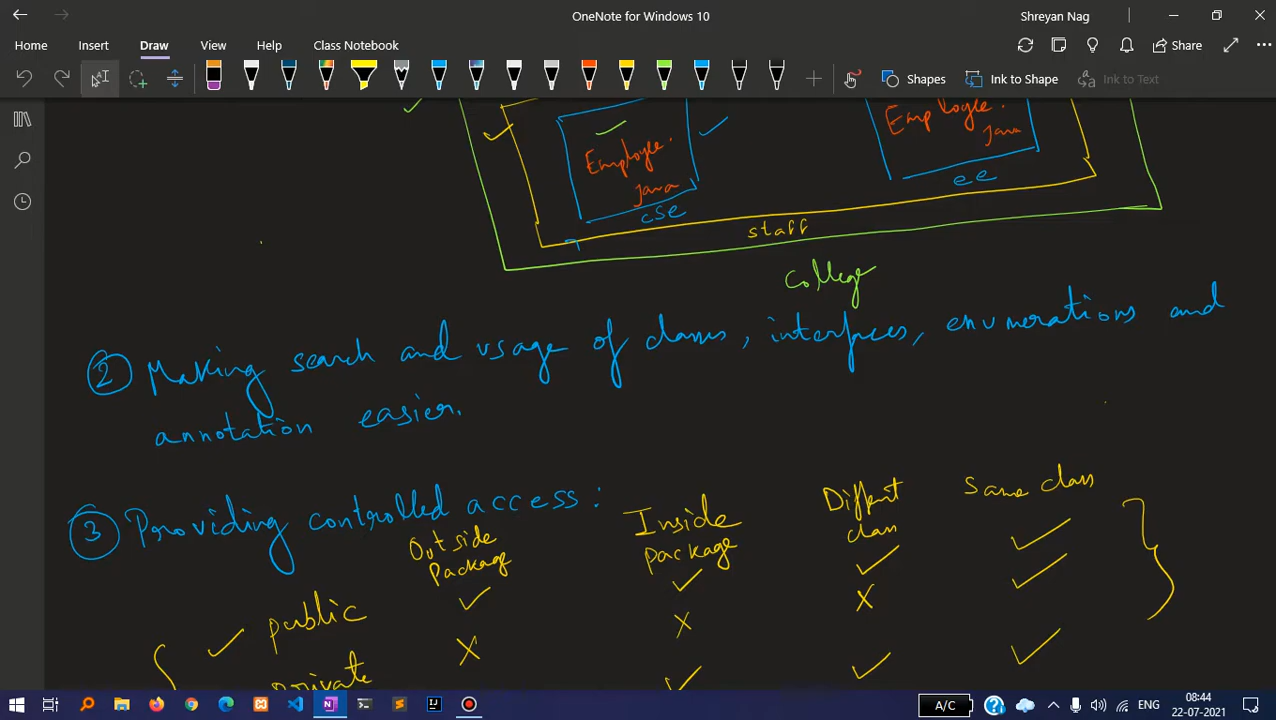 OneNote for Windows 10
Shreyan Nag
Home Insert Draw View Help Class Notebook
Share
Shapes Ink to Shape Ink to Text
Employee. java
cse
Employee. java
ee
staff
college
② Making search and usage of classes, interfaces, enumerations and
annotation easier.
③ Providing controlled access:
Outside Package
Inside package
Different class
Same class
✓ public ✓ ✓ ✓ ✓
private X X X ✓
✓ ✓ ✓
A/C
ENG
08:44
22-07-2021